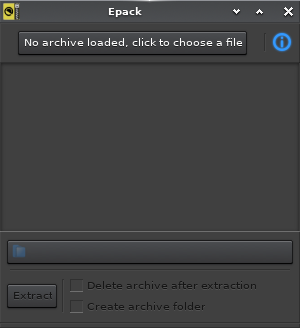 Epack
No archive loaded, click to choose a file
Delete archive after extraction
Extract
Create archive folder